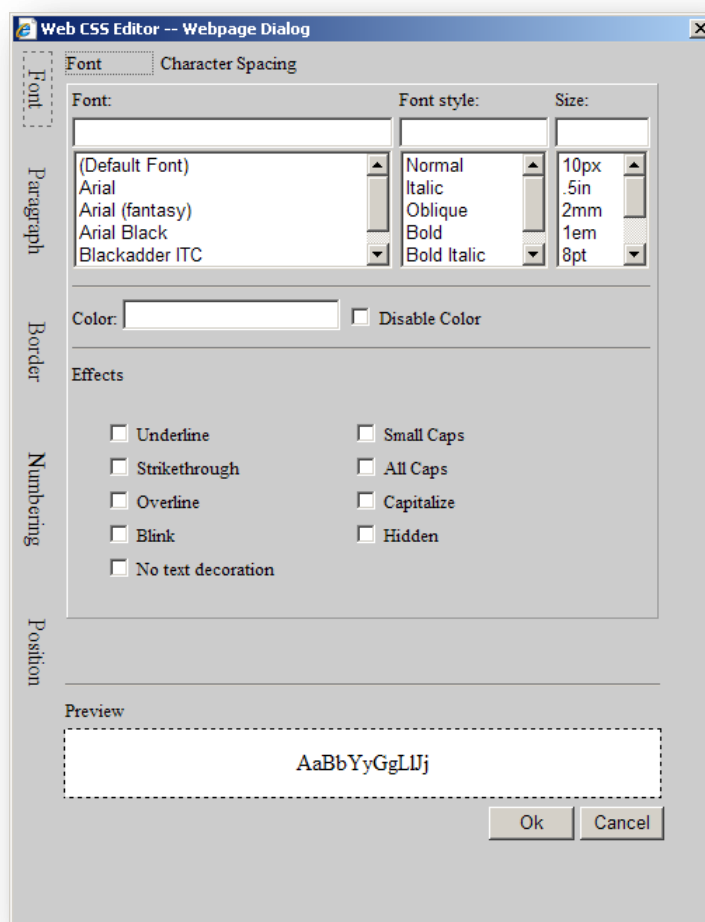 Web CSS Editor -- Webpage Dialog
Font
Paragraph
Border
Numbering
Position
Font Character Spacing
Font: Font style: Size:
(Default Font) Normal 10px
Arial Italic .5in
Arial (fantasy) Oblique 2mm
Arial Black Bold 1em
Blackadder ITC Bold Italic 8pt
Color: Disable Color
Effects
Underline Small Caps
Strikethrough All Caps
Overline Capitalize
Blink Hidden
No text decoration
Preview
AaBbYyGgLlJj
Ok Cancel